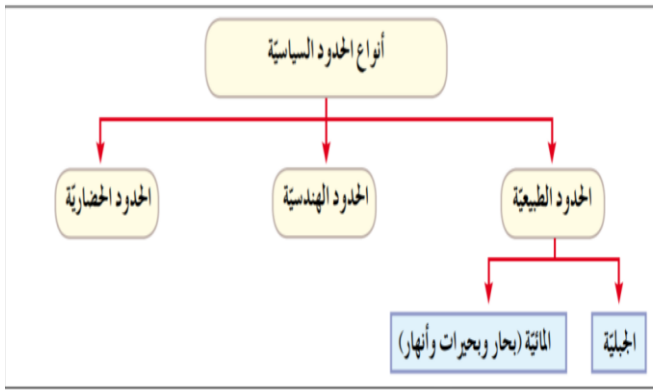 أنواع الحدود السياسيّة
الحدود الطبيعيّة
الحدود الهندسيّة
الحدود الحضاريّة
الجبليّة
المائيّة (بحار وبحيرات وأنهار)